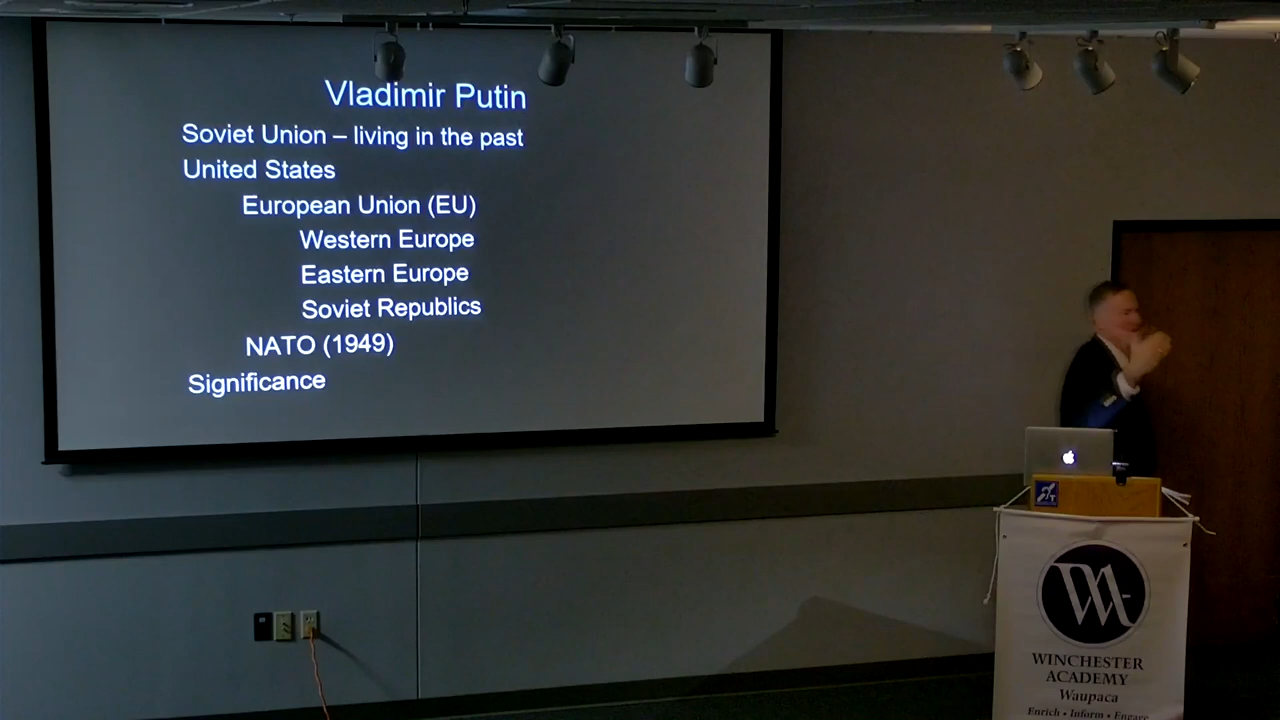 Vladimir Putin
Soviet Union – living in the past
United States
European Union (EU)
Western Europe
Eastern Europe
Soviet Republics
NATO (1949)
Significance
WINCHESTER
ACADEMY
Waupaca
Enrich • Inform • Engage